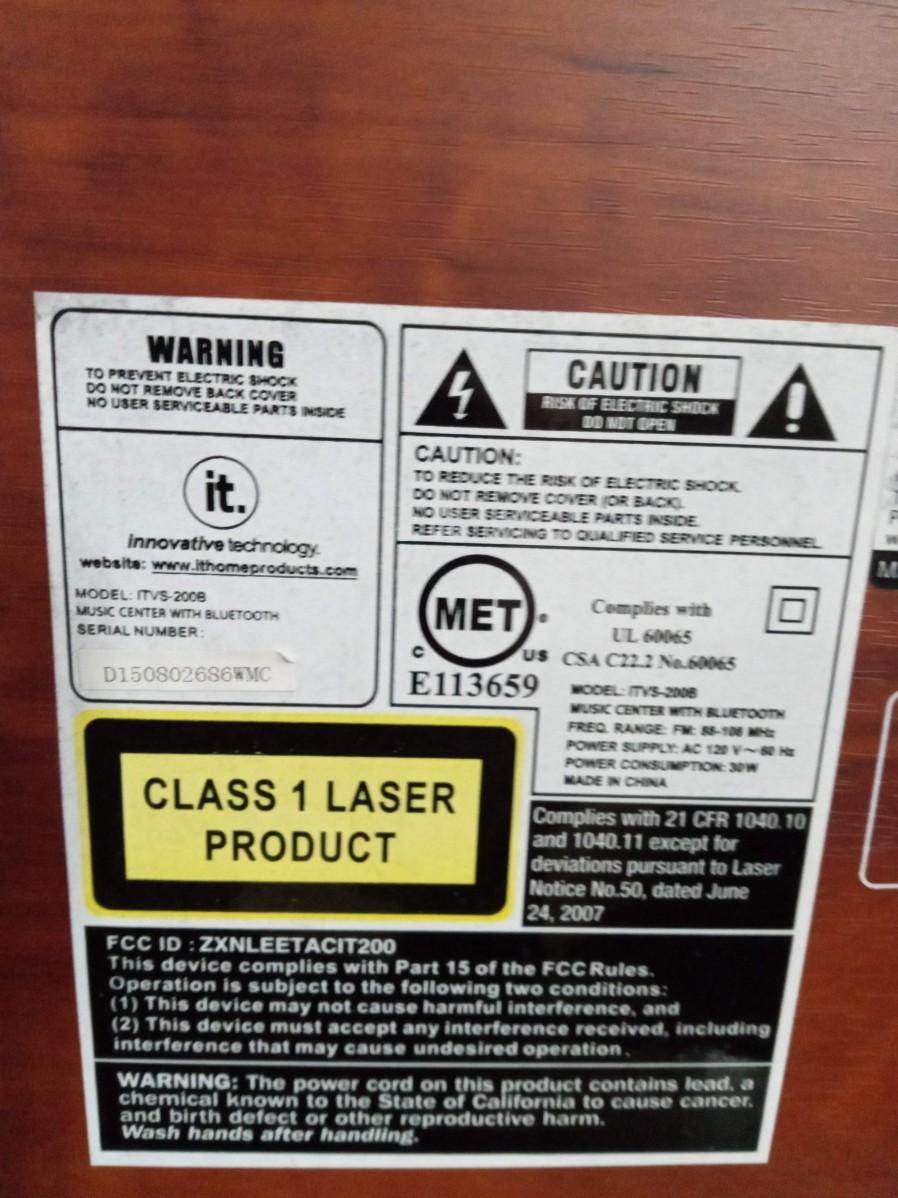 WARNING
TO PREVENT ELECTRIC SHOCK
DO NOT REMOVE BACK COVER
NO USER SERVICEABLE PARTS INSIDE
it.
innovative technology.
website: www.ithomeproducts.com
MODEL: ITVS-200B
MUSIC CENTER WITH BLUETOOTH
SERIAL NUMBER:
D150802686WMC
CAUTION
RISK OF ELECTRIC SHOCK
DO NOT OPEN
CAUTION:
TO REDUCE THE RISK OF ELECTRIC SHOCK.
DO NOT REMOVE COVER (OR BACK).
NO USER SERVICEABLE PARTS INSIDE.
REFER SERVICING TO QUALIFIED SERVICE PERSONNEL.
MET
C US
E113659
Complies with
UL 60065
CSA C22.2 No.60065
MODEL: ITVS-200B
MUSIC CENTER WITH BLUETOOTH
FREQ. RANGE: FM: 88-108 MHz
POWER SUPPLY: AC 120 V ~ 60 Hz
POWER CONSUMPTION: 30W
MADE IN CHINA
CLASS 1 LASER
PRODUCT
Complies with 21 CFR 1040.10
and 1040.11 except for
deviations pursuant to Laser
Notice No.50, dated June
24, 2007
FCC ID : ZXNLEETACIT200
This device complies with Part 15 of the FCC Rules.
Operation is subject to the following two conditions:
(1) This device may not cause harmful interference, and
(2) This device must accept any interference received, including
interference that may cause undesired operation.
WARNING: The power cord on this product contains lead, a
chemical known to the State of California to cause cancer.
and birth defect or other reproductive harm.
Wash hands after handling.